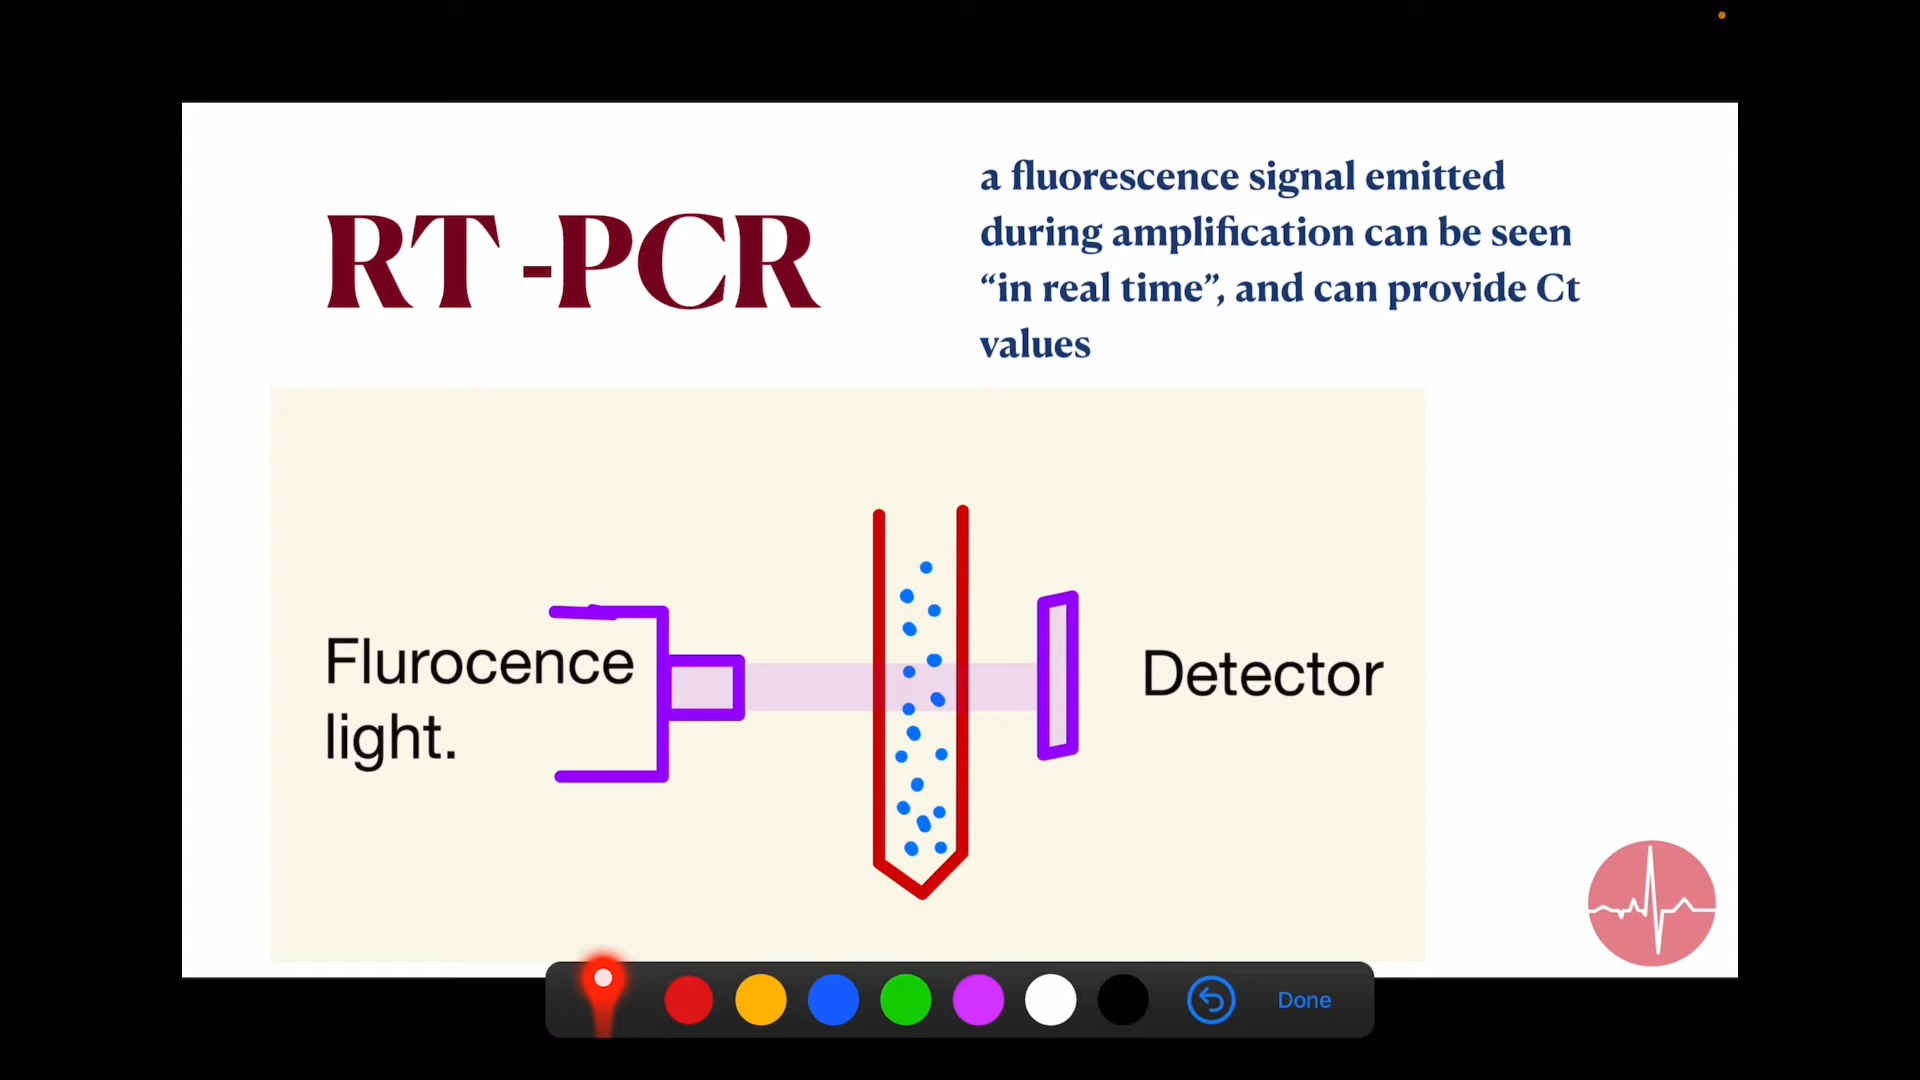 RT -PCR
a fluorescence signal emitted
during amplification can be seen
“in real time”, and can provide Ct
values
Flurocence
light.
Detector
Done